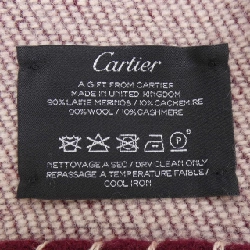 Cartier
A GIFT FROM CARTIER
MADE IN UNITED KINGDOM
90% LAINE MERINOS / 10% CACHEMIRE
90% WOOL / 10% CASHMERE
P
NETTOYAGE A SEC / DRY CLEAN ONLY
REPASSAGE A TEMPERATURE FAIBLE /
COOL IRON